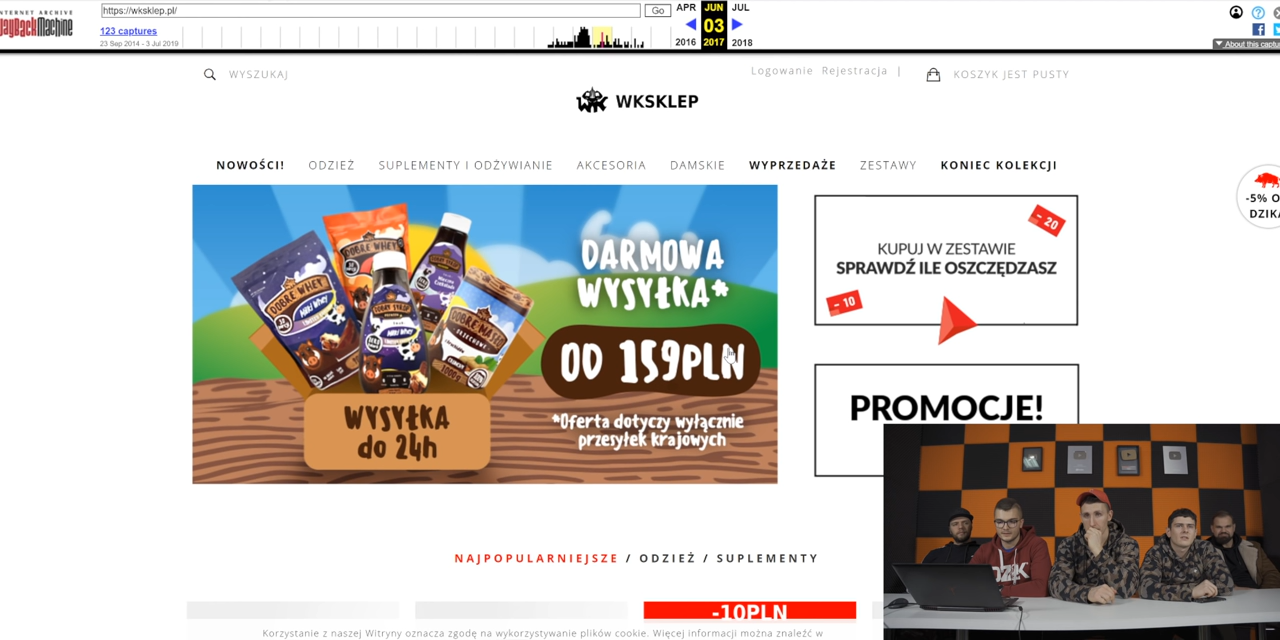 INTERNET ARCHIVE
WayBackMachine
https://wksklep.pl/
Go
123 captures
23 Sep 2014 - 3 Jul 2019
APR JUN JUL
03
2016 2017 2018
About this captu
WYSZUKAJ
Logowanie Rejestracja |
KOSZYK JEST PUSTY
WK WKSKLEP
NOWOŚCI! ODZIEŻ SUPLEMENTY I ODŻYWIANIE AKCESORIA DAMSKIE WYPRZEDAŻE ZESTAWY KONIEC KOLEKCJI
DOBRE WHEY
DOBRE WHEY
DARMOWA
WYSYŁKA*
OD 159PLN
*Oferta dotyczy wyłącznie
przesyłek krajowych
WYSYŁKA
do 24h
- 20
KUPUJ W ZESTAWIE
SPRAWDŹ ILE OSZCZĘDZASZ
- 10
-5% O
DZIKA
PROMOCJE!
NAJPOPULARNIEJSZE / ODZIEŻ / SUPLEMENTY
-10PLN
Korzystanie z naszej Witryny oznacza zgodę na wykorzystywanie plików cookie. Więcej informacji można znaleźć w